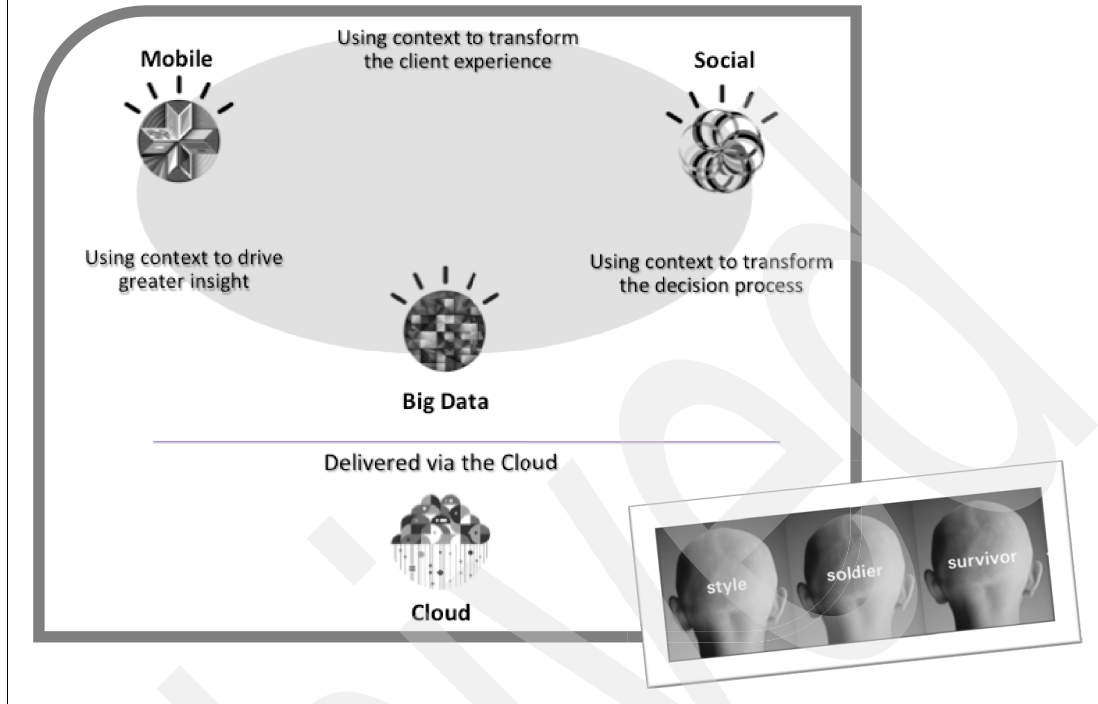 Using context to transform
the client experience
Mobile
Social
Using context to drive
greater insight
Using context to transform
the decision process
Big Data
Delivered via the Cloud
Cloud
style
soldier
survivor